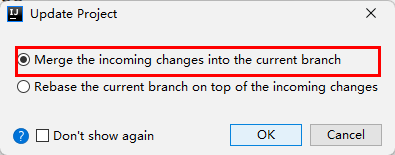 IJ Update Project
Merge the incoming changes into the current branch
Rebase the current branch on top of the incoming changes
? Don't show again
OK
Cancel